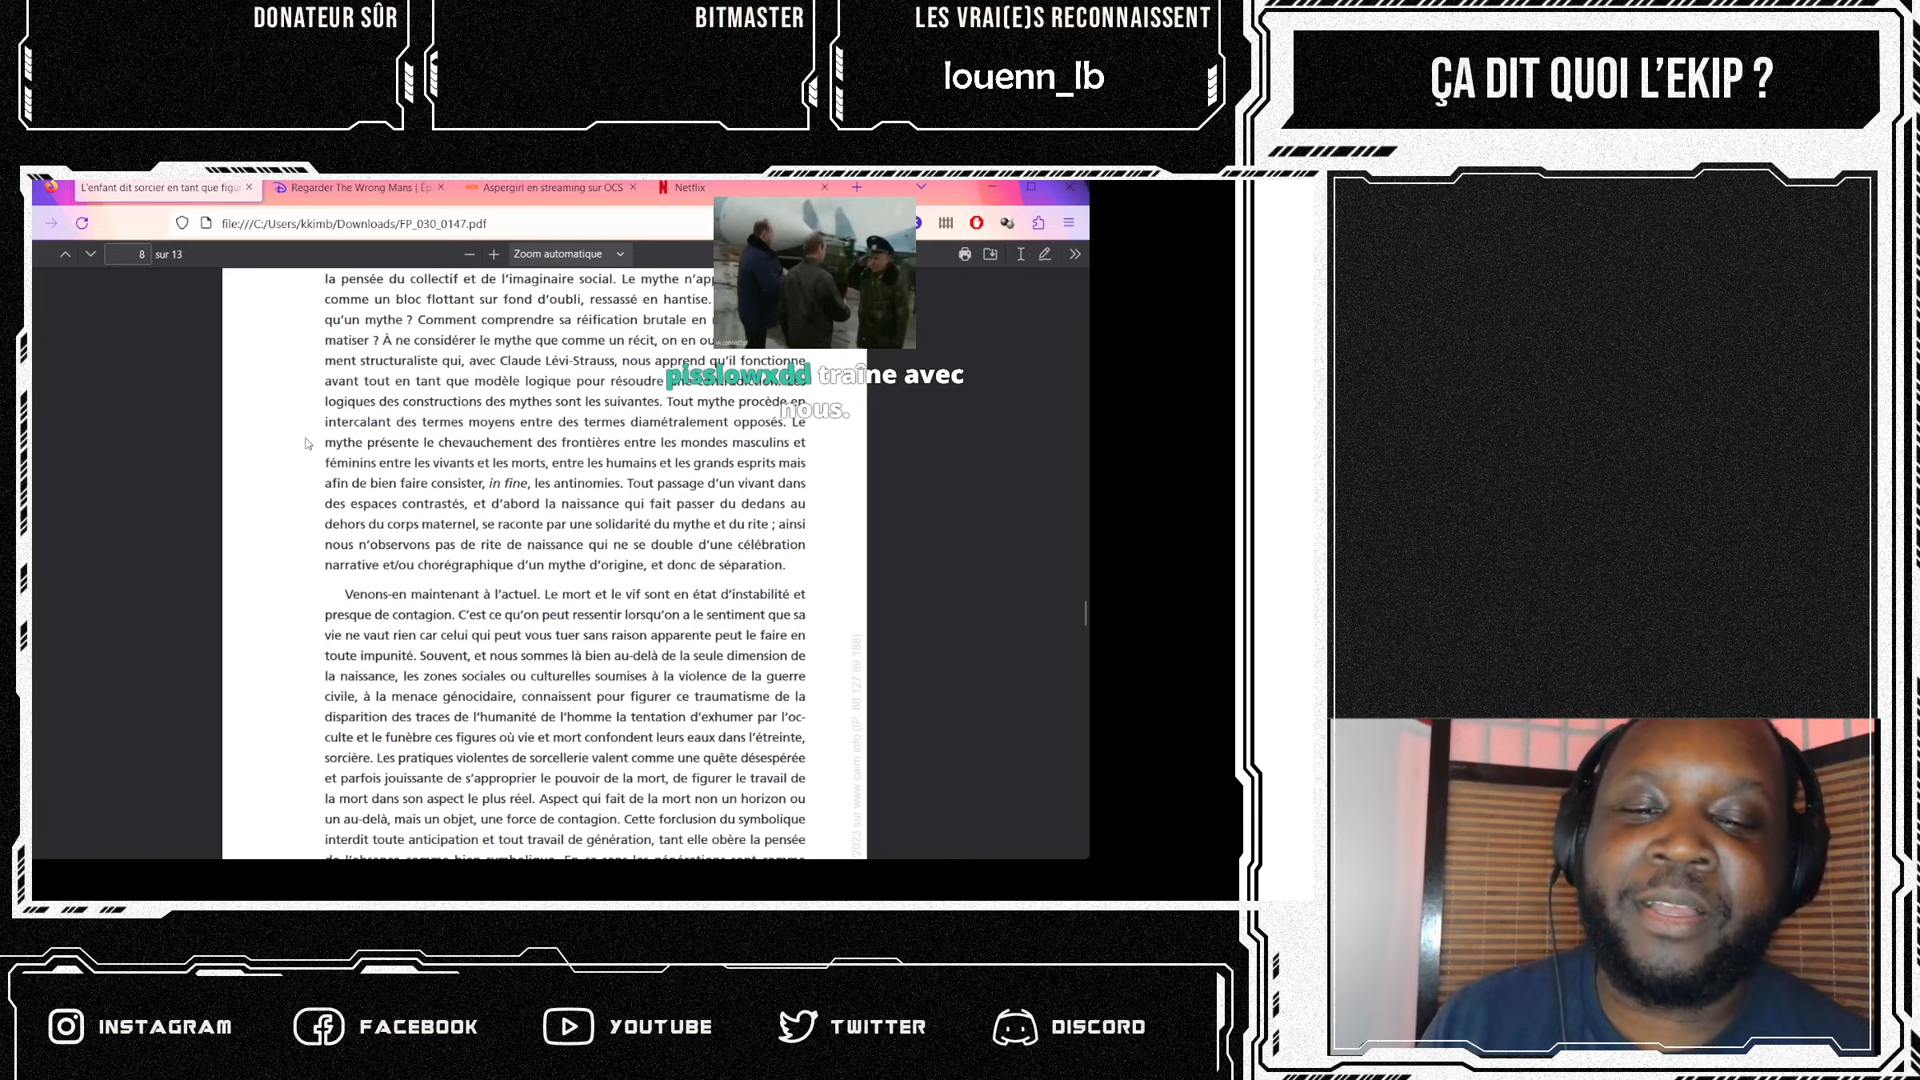 DONATEUR SÛR
BITMASTER
LES VRAI(E)S RECONNAISSENT
louenn_lb
ÇA DIT QUOI L'EKIP ?
L'enfant dit sorcier en tant que figu
Regarder The Wrong Mans | Ép
Aspergirl en streaming sur OCS
Netflix
file:///C:/Users/kkimb/Downloads/FP_030_0147.pdf
8 sur 13
Zoom automatique
la pensée du collectif et de l'imaginaire social. Le mythe n'app
comme un bloc flottant sur fond d'oubli, ressassé en hantise.
qu'un mythe ? Comment comprendre sa réification brutale en
matiser ? À ne considérer le mythe que comme un récit, on en ou
ment structuraliste qui, avec Claude Lévi-Strauss, nous apprend qu'il fonctionne
avant tout en tant que modèle logique pour résoudre
pisslowxdd traîne avec
nous.
logiques des constructions des mythes sont les suivantes. Tout mythe procède en
intercalant des termes moyens entre des termes diamétralement opposés. Le
mythe présente le chevauchement des frontières entre les mondes masculins et
féminins entre les vivants et les morts, entre les humains et les grands esprits mais
afin de bien faire consister, in fine, les antinomies. Tout passage d'un vivant dans
des espaces contrastés, et d'abord la naissance qui fait passer du dedans au
dehors du corps maternel, se raconte par une solidarité du mythe et du rite ; ainsi
nous n'observons pas de rite de naissance qui ne se double d'une célébration
narrative et/ou chorégraphique d'un mythe d'origine, et donc de séparation.
Venons-en maintenant à l'actuel. Le mort et le vif sont en état d'instabilité et
presque de contagion. C'est ce qu'on peut ressentir lorsqu'on a le sentiment que sa
vie ne vaut rien car celui qui peut vous tuer sans raison apparente peut le faire en
toute impunité. Souvent, et nous sommes là bien au-delà de la seule dimension de
la naissance, les zones sociales ou culturelles soumises à la violence de la guerre
civile, à la menace génocidaire, connaissent pour figurer ce traumatisme de la
disparition des traces de l'humanité de l'homme la tentation d'exhumer par l'oc-
culte et le funèbre ces figures où vie et mort confondent leurs eaux dans l'étreinte,
sorcière. Les pratiques violentes de sorcellerie valent comme une quête désespérée
et parfois jouissante de s'approprier le pouvoir de la mort, de figurer le travail de
la mort dans son aspect le plus réel. Aspect qui fait de la mort non un horizon ou
un au-delà, mais un objet, une force de contagion. Cette forclusion du symbolique
interdit toute anticipation et tout travail de génération, tant elle obère la pensée
2023 sur www.cairn.info (IP: 88.127.89.188)
INSTAGRAM
FACEBOOK
YOUTUBE
TWITTER
DISCORD